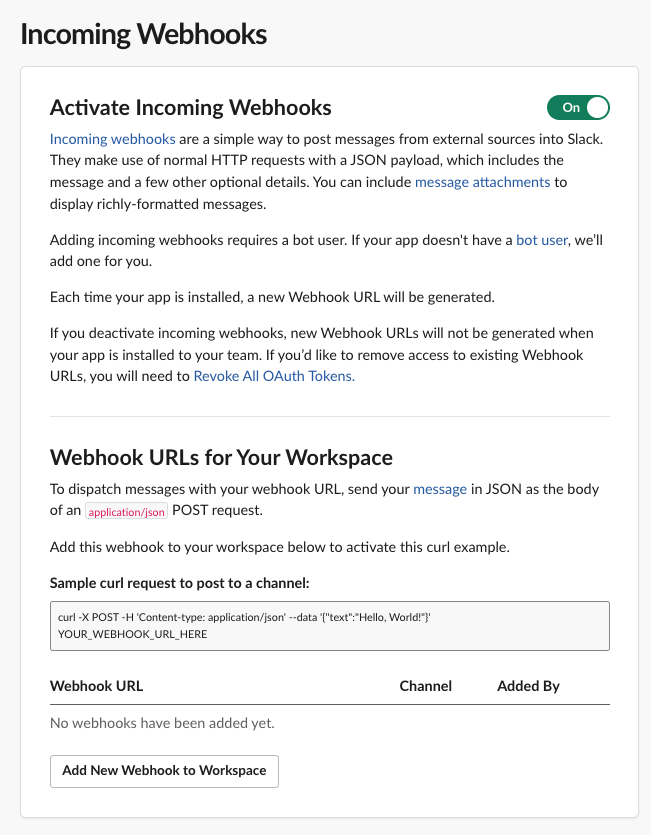 Incoming Webhooks
Activate Incoming Webhooks
On
Incoming webhooks are a simple way to post messages from external sources into Slack.
They make use of normal HTTP requests with a JSON payload, which includes the
message and a few other optional details. You can include message attachments to
display richly-formatted messages.
Adding incoming webhooks requires a bot user. If your app doesn't have a bot user, we’ll
add one for you.
Each time your app is installed, a new Webhook URL will be generated.
If you deactivate incoming webhooks, new Webhook URLs will not be generated when
your app is installed to your team. If you’d like to remove access to existing Webhook
URLs, you will need to Revoke All OAuth Tokens.
Webhook URLs for Your Workspace
To dispatch messages with your webhook URL, send your message in JSON as the body
of an application/json POST request.
Add this webhook to your workspace below to activate this curl example.
Sample curl request to post to a channel:
curl -X POST -H 'Content-type: application/json' --data '{"text":"Hello, World!"}'
YOUR_WEBHOOK_URL_HERE
Webhook URL Channel Added By
No webhooks have been added yet.
Add New Webhook to Workspace